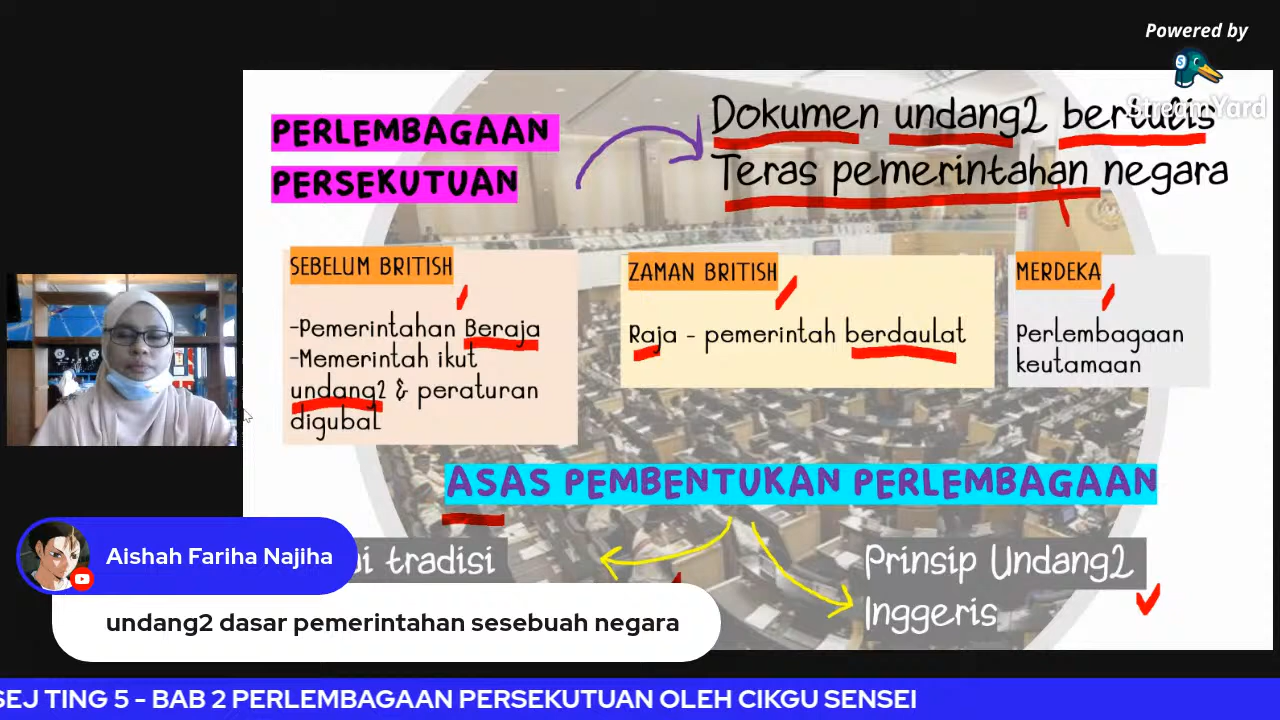 Powered by
StreamYard
PERLEMBAGAAN
PERSEKUTUAN
Dokumen undang2 bertulis
Teras pemerintahan negara
SEBELUM BRITISH
-Pemerintahan Beraja
-Memerintah ikut
undang2 & peraturan
digubal
ZAMAN BRITISH
Raja - pemerintah berdaulat
MERDEKA
Perlembagaan
keutamaan
ASAS PEMBENTUKAN PERLEMBAGAAN
tradisi
Prinsip Undang2
Inggeris
Aishah Fariha Najiha
undang2 dasar pemerintahan sesebuah negara
SEJ TING 5 - BAB 2 PERLEMBAGAAN PERSEKUTUAN OLEH CIKGU SENSEI